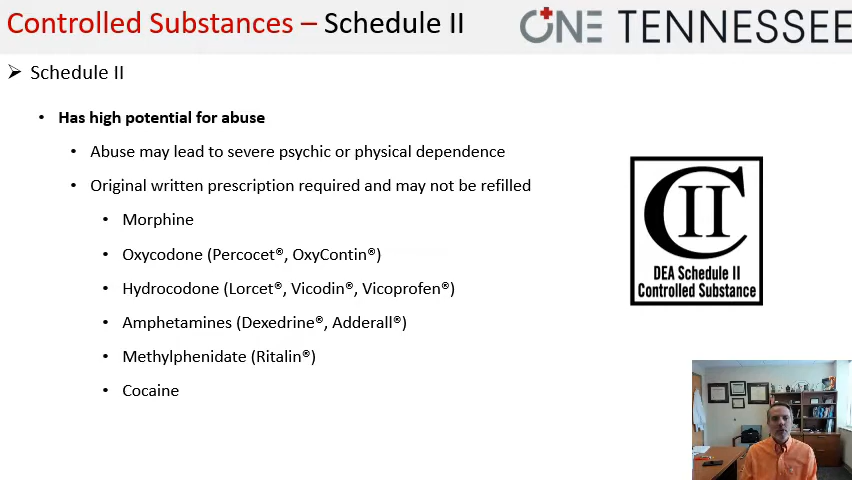 Controlled Substances – Schedule II
ONE TENNESSEE
➢ Schedule II
• Has high potential for abuse
• Abuse may lead to severe psychic or physical dependence
• Original written prescription required and may not be refilled
• Morphine
• Oxycodone (Percocet®, OxyContin®)
• Hydrocodone (Lorcet®, Vicodin®, Vicoprofen®)
• Amphetamines (Dexedrine®, Adderall®)
• Methylphenidate (Ritalin®)
• Cocaine
CII
DEA Schedule II
Controlled Substance